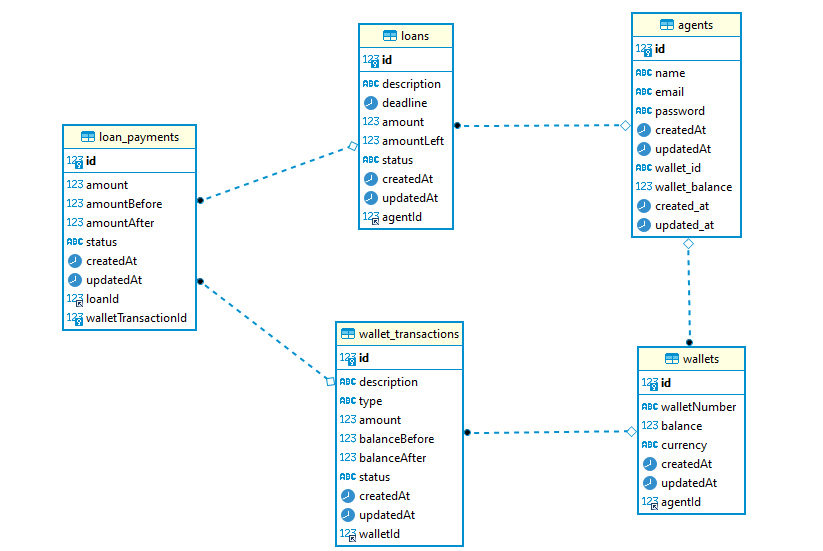 loans
123 id
ABC description
deadline
123 amount
123 amountLeft
ABC status
createdAt
updatedAt
123 agentId
agents
123 id
ABC name
ABC email
ABC password
createdAt
updatedAt
ABC wallet_id
123 wallet_balance
created_at
updated_at
loan_payments
123 id
123 amount
123 amountBefore
123 amountAfter
ABC status
createdAt
updatedAt
123 loanId
123 walletTransactionId
wallet_transactions
123 id
ABC description
ABC type
123 amount
123 balanceBefore
123 balanceAfter
ABC status
createdAt
updatedAt
123 walletId
wallets
123 id
ABC walletNumber
123 balance
ABC currency
createdAt
updatedAt
123 agentId